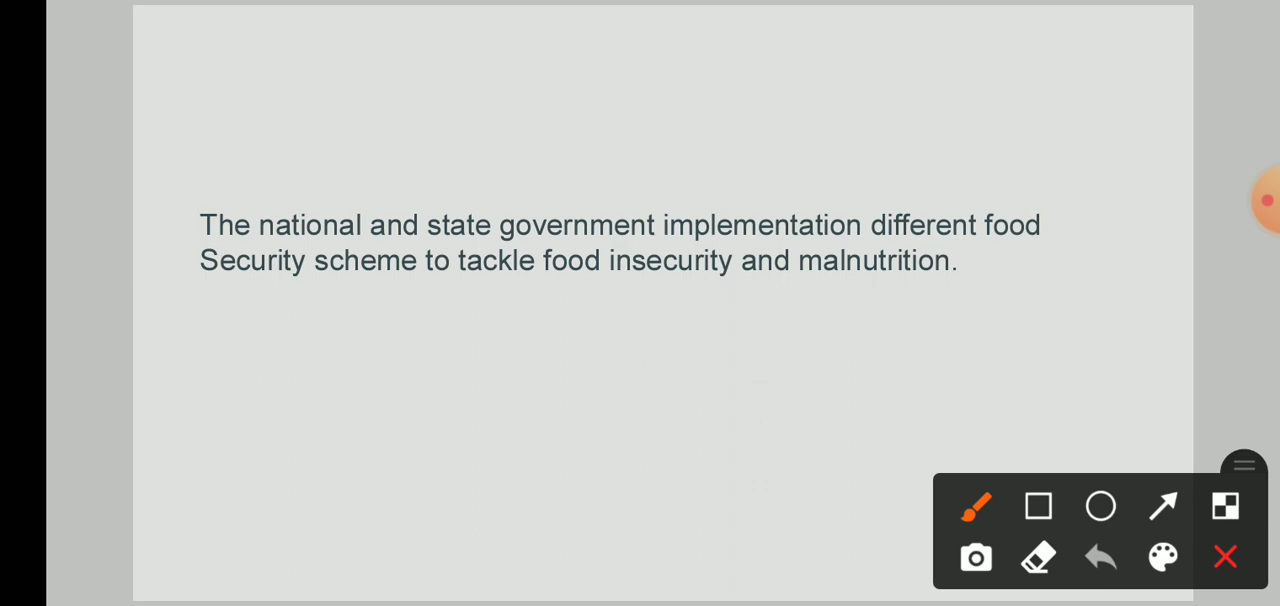 The national and state government implementation different food
Security scheme to tackle food insecurity and malnutrition.